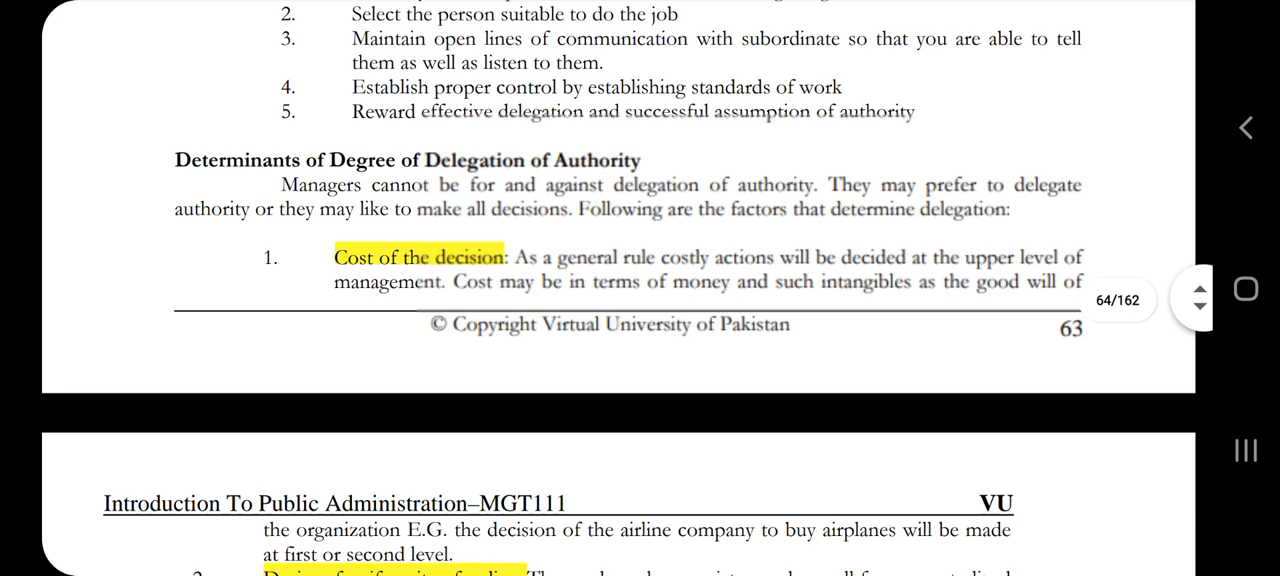 2. Select the person suitable to do the job
3. Maintain open lines of communication with subordinate so that you are able to tell
them as well as listen to them.
4. Establish proper control by establishing standards of work
5. Reward effective delegation and successful assumption of authority
Determinants of Degree of Delegation of Authority
Managers cannot be for and against delegation of authority. They may prefer to delegate
authority or they may like to make all decisions. Following are the factors that determine delegation:
1. Cost of the decision: As a general rule costly actions will be decided at the upper level of
management. Cost may be in terms of money and such intangibles as the good will of
64/162
© Copyright Virtual University of Pakistan 63
Introduction To Public Administration–MGT111 VU
the organization E.G. the decision of the airline company to buy airplanes will be made
at first or second level.